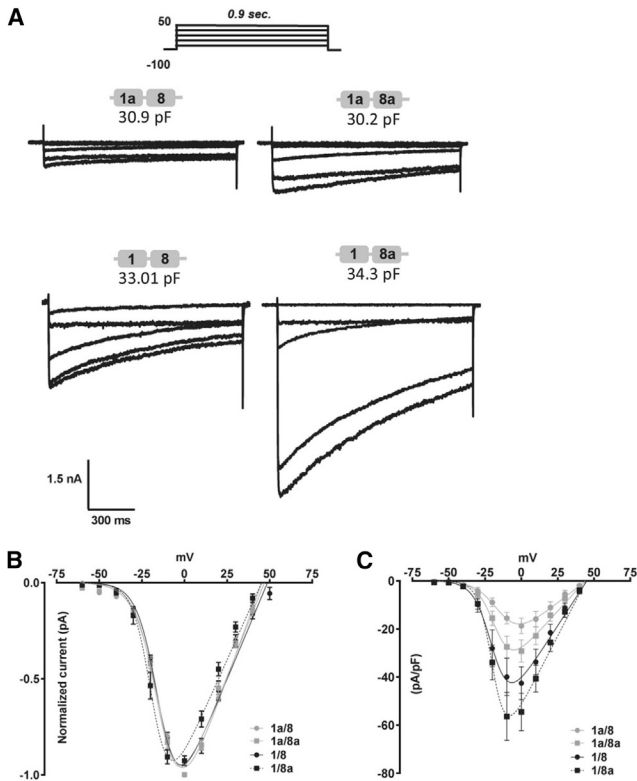 A
0.9 sec.
50
-100
1a 8
30.9 pF
1a 8a
30.2 pF
1 8
33.01 pF
1 8a
34.3 pF
1.5 nA
300 ms
B
mV
-75 -50 -25 0 25 50 75
0.0
-0.5
-1.0
Normalized current (pA)
1a/8
1a/8a
1/8
1/8a
C
mV
-75 -50 -25 0 25 50 75
0
-20
-40
-60
-80
(pA/pF)
1a/8
1a/8a
1/8
1/8a